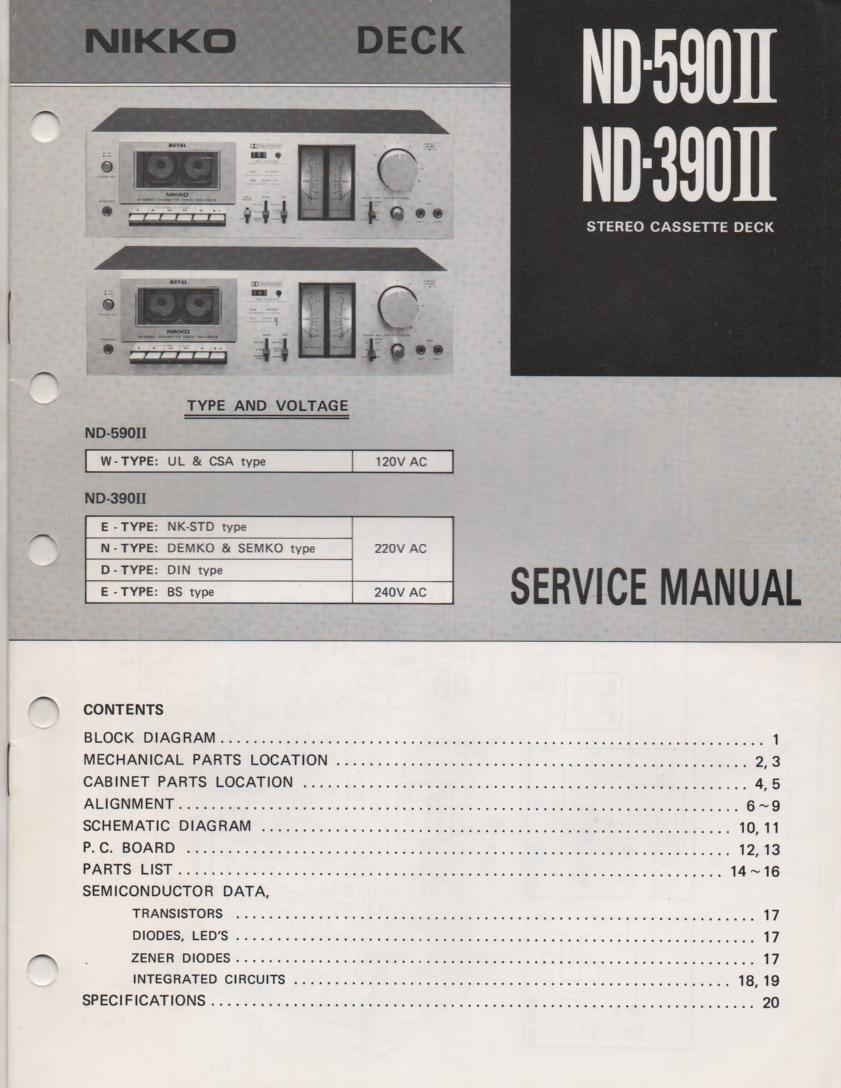 NIKKO DECK
ND-590II
ND-390II
STEREO CASSETTE DECK
METAL
NIKKO
METAL
NIKKO
TYPE AND VOLTAGE
ND-590II
W - TYPE: UL & CSA type 120V AC
ND-390II
E - TYPE: NK-STD type
N - TYPE: DEMKO & SEMKO type 220V AC
D - TYPE: DIN type
E - TYPE: BS type 240V AC
SERVICE MANUAL
CONTENTS
BLOCK DIAGRAM 1
MECHANICAL PARTS LOCATION 2, 3
CABINET PARTS LOCATION 4, 5
ALIGNMENT 6 ~ 9
SCHEMATIC DIAGRAM 10, 11
P. C. BOARD 12, 13
PARTS LIST 14 ~ 16
SEMICONDUCTOR DATA,
TRANSISTORS 17
DIODES, LED'S 17
ZENER DIODES 17
INTEGRATED CIRCUITS 18, 19
SPECIFICATIONS 20